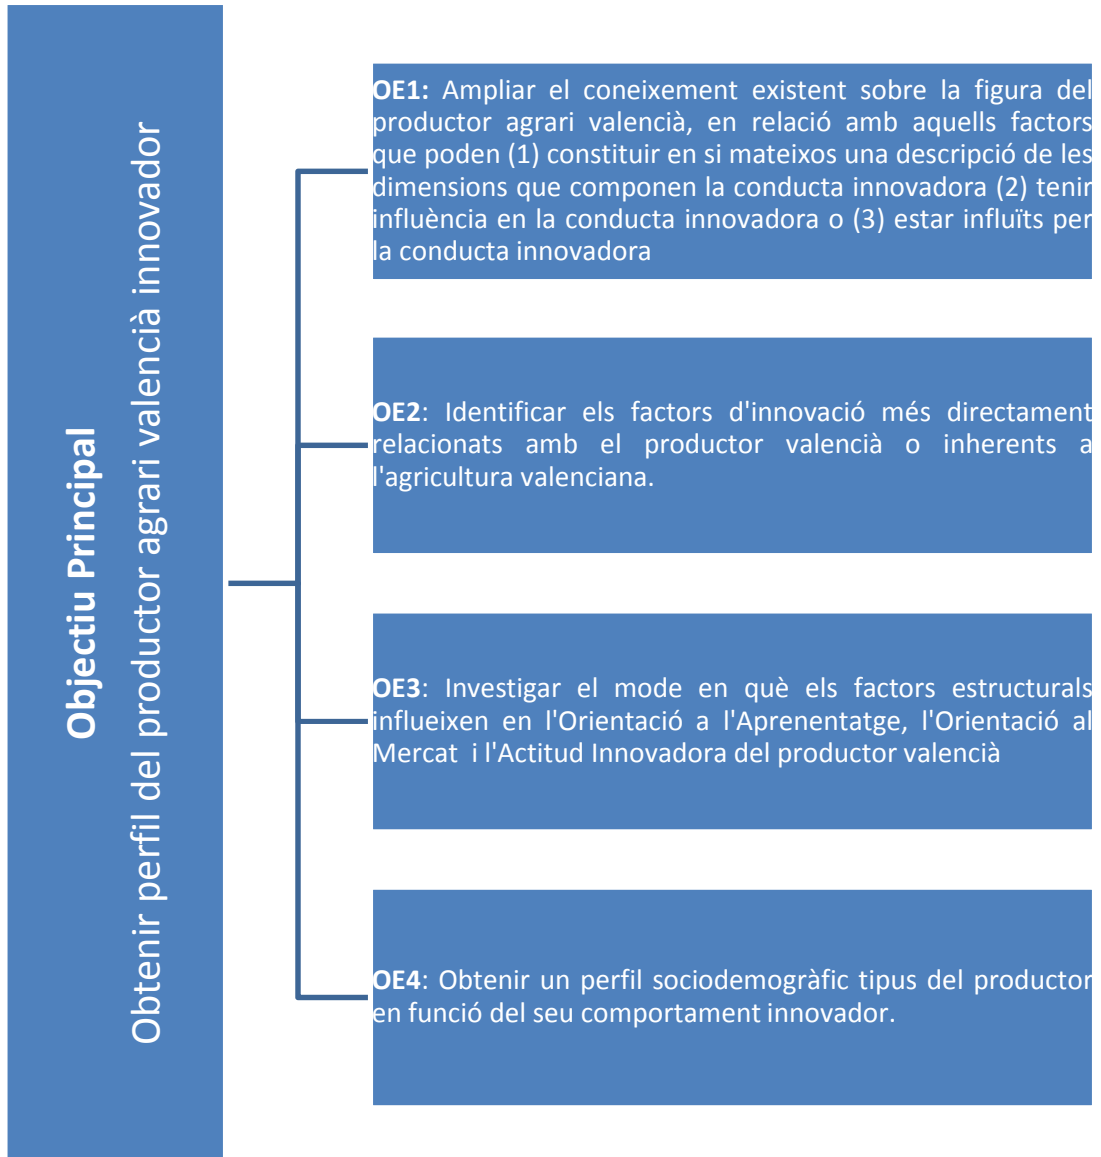 Objectiu Principal
Obtenir perfil del productor agrari valencià innovador
OE1: Ampliar el coneixement existent sobre la figura del
productor agrari valencià, en relació amb aquells factors
que poden (1) constituir en si mateixos una descripció de les
dimensions que componen la conducta innovadora (2) tenir
influència en la conducta innovadora o (3) estar influïts per
la conducta innovadora
OE2: Identificar els factors d'innovació més directament
relacionats amb el productor valencià o inherents a
l'agricultura valenciana.
OE3: Investigar el mode en què els factors estructurals
influeixen en l'Orientació a l'Aprenentatge, l'Orientació al
Mercat i l'Actitud Innovadora del productor valencià
OE4: Obtenir un perfil sociodemogràfic tipus del productor
en funció del seu comportament innovador.